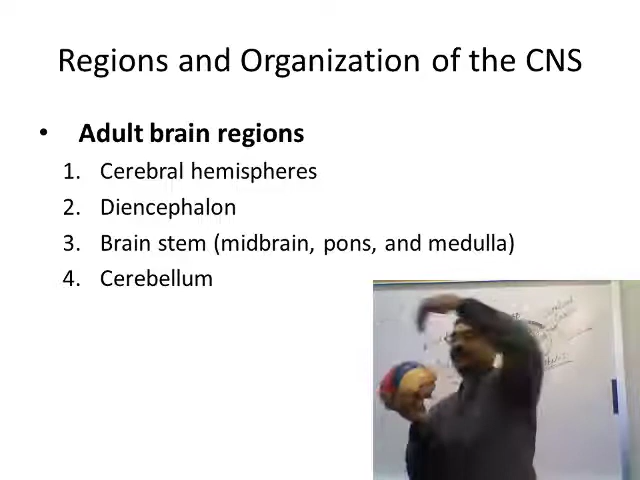 Regions and Organization of the CNS
• Adult brain regions
1. Cerebral hemispheres
2. Diencephalon
3. Brain stem (midbrain, pons, and medulla)
4. Cerebellum